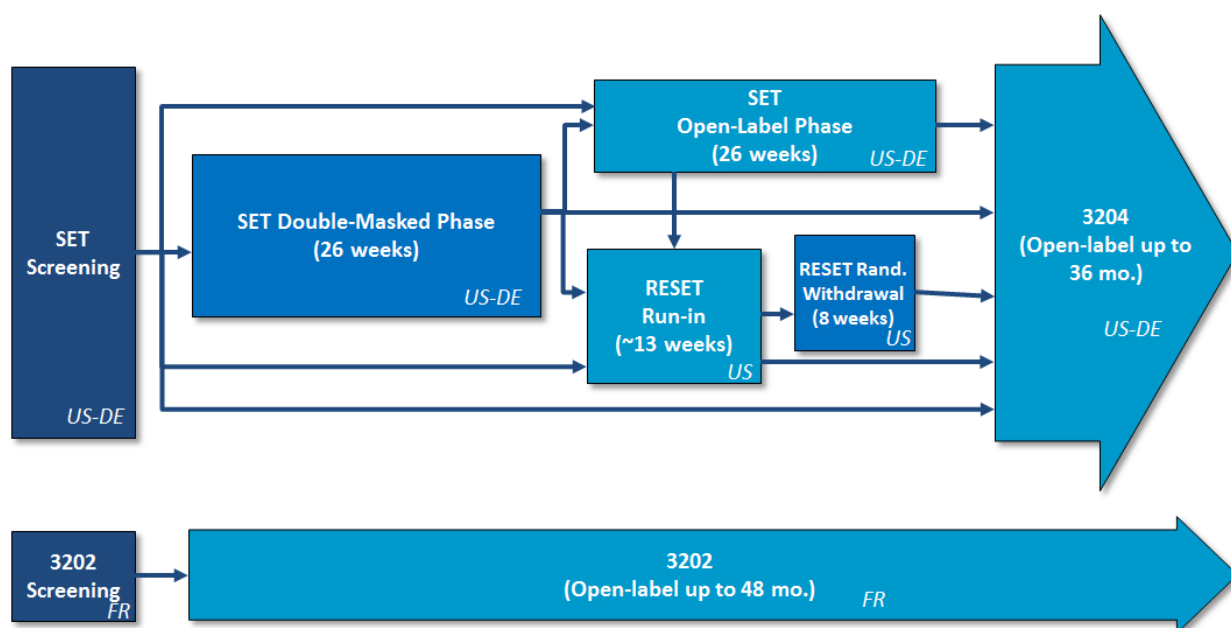 SET
Screening
US-DE
SET Double-Masked Phase
(26 weeks)
US-DE
SET
Open-Label Phase
(26 weeks)
US-DE
RESET
Run-in
(~13 weeks)
US
RESET Rand.
Withdrawal
(8 weeks)
US
3204
(Open-label up to
36 mo.)
US-DE
3202
Screening
FR
3202
(Open-label up to 48 mo.)
FR